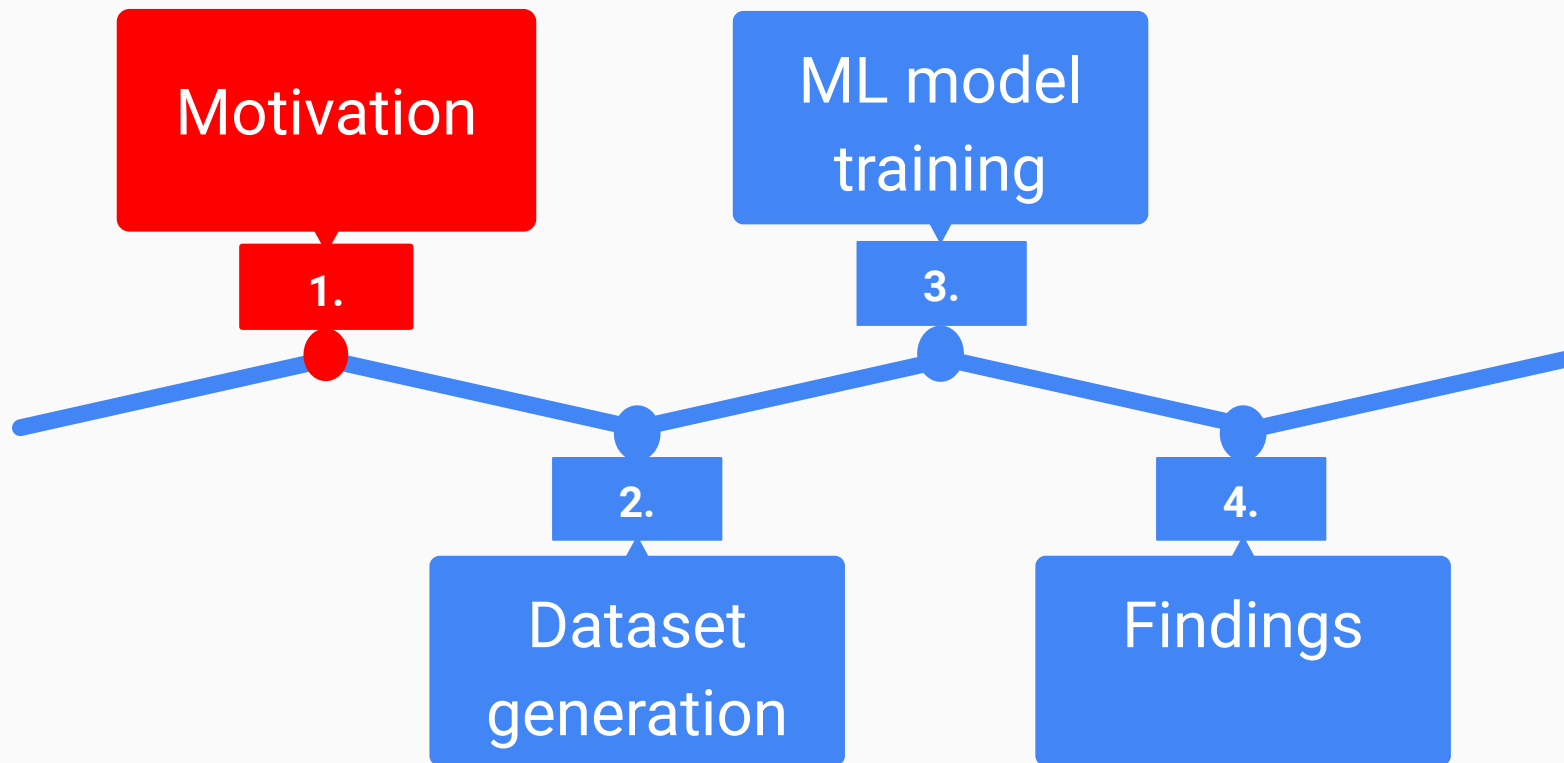 Motivation
1.
2.
Dataset
generation
ML model
training
3.
4.
Findings